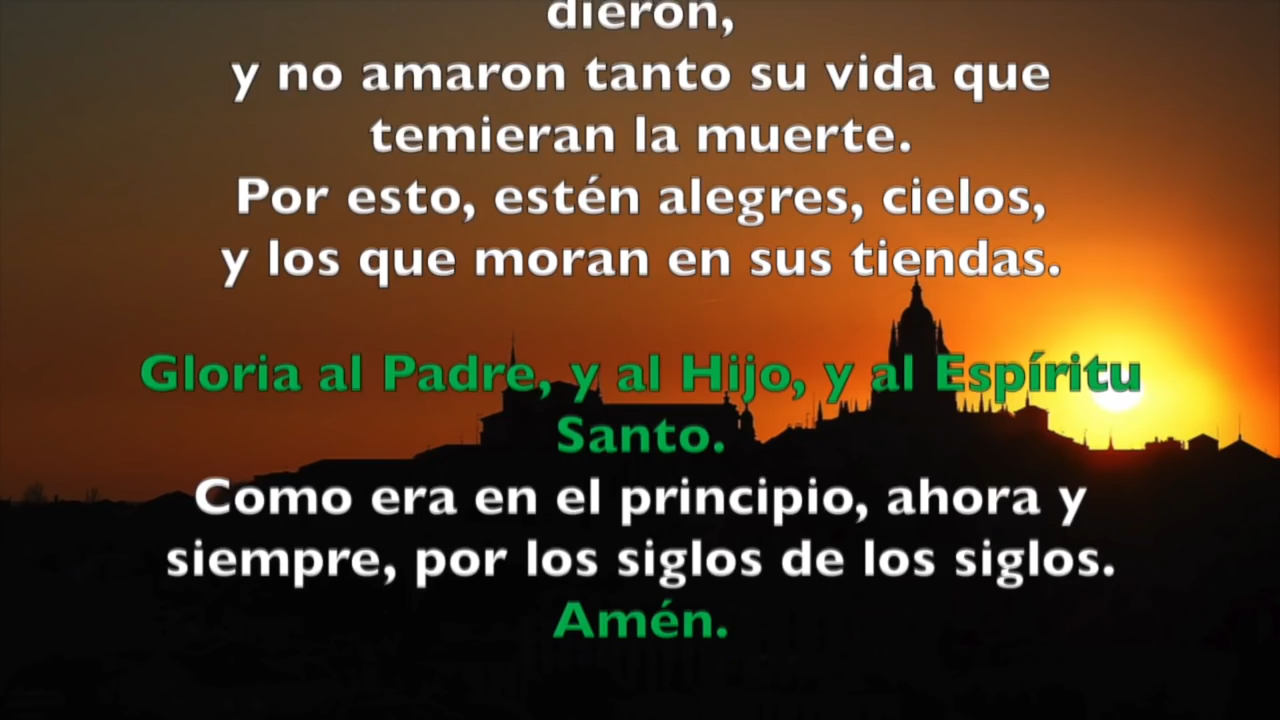 dieron,
y no amaron tanto su vida que
temieran la muerte.
Por esto, estén alegres, cielos,
y los que moran en sus tiendas.
Gloria al Padre, y al Hijo, y al Espíritu
Santo.
Como era en el principio, ahora y
siempre, por los siglos de los siglos.
Amén.